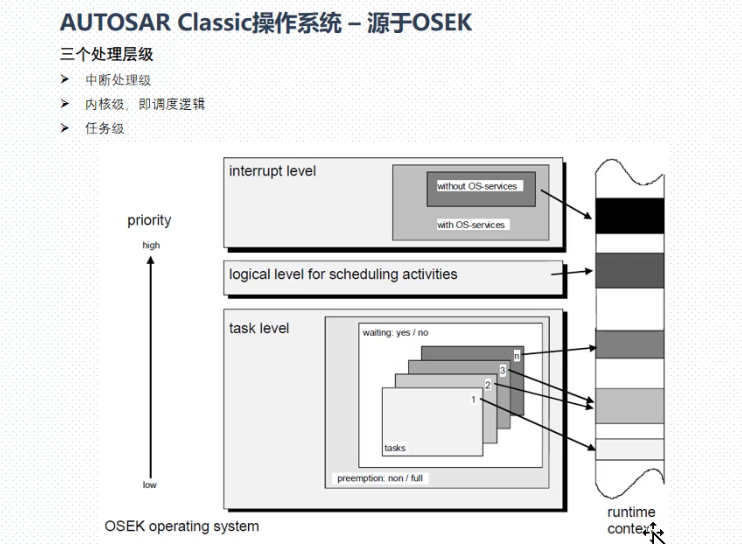 AUTOSAR Classic操作系统 – 源于OSEK
三个处理层级
中断处理级
内核级，即调度逻辑
任务级
interrupt level
without OS-services
with OS-services
priority
high
logical level for scheduling activities
task level
waiting: yes / no
n
3
2
1
tasks
preemption: non / full
low
OSEK operating system
runtime
context